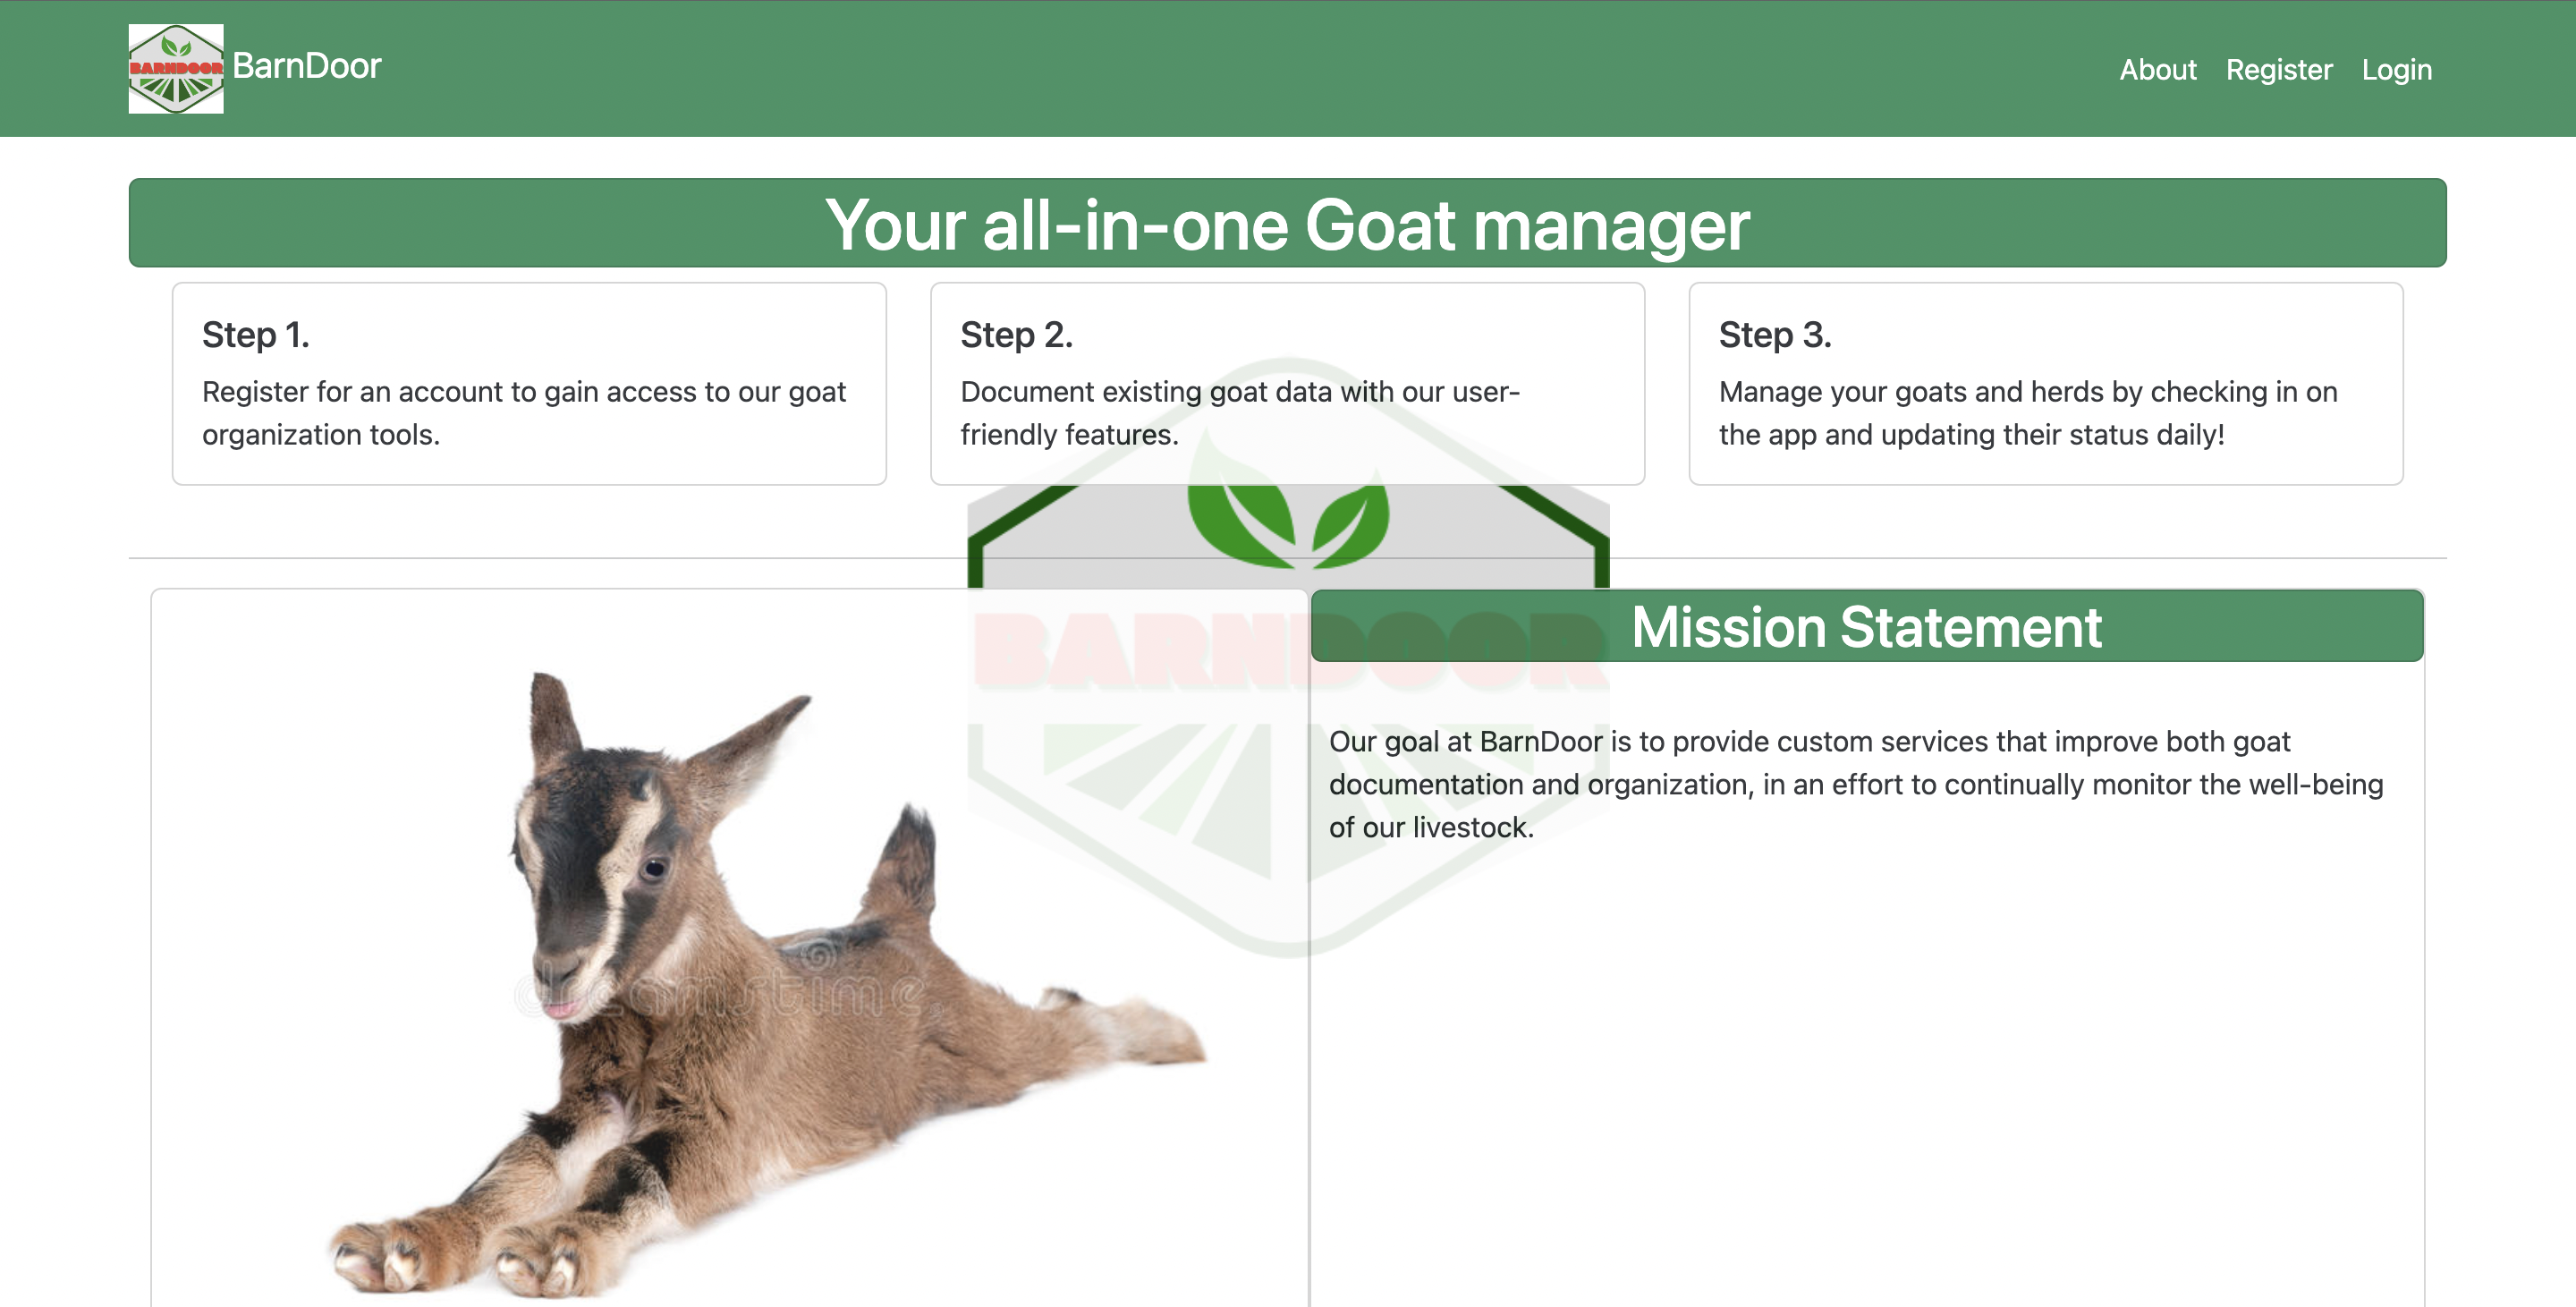 BARNDOOR
BarnDoor
About Register Login
Your all-in-one Goat manager
Step 1.
Register for an account to gain access to our goat
organization tools.
Step 2.
Document existing goat data with our user-
friendly features.
Step 3.
Manage your goats and herds by checking in on
the app and updating their status daily!
BARNDOOR
Mission Statement
Our goal at BarnDoor is to provide custom services that improve both goat
documentation and organization, in an effort to continually monitor the well-being
of our livestock.
dreamstime